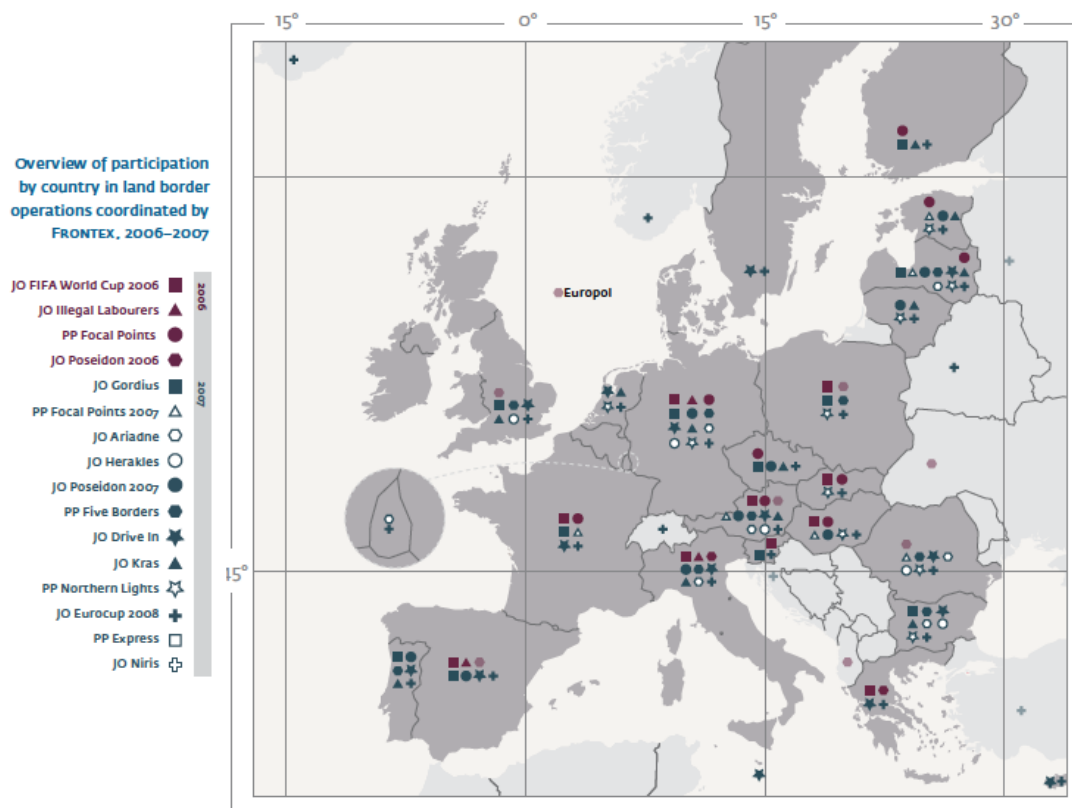 15° 0° 15° 30°
Overview of participation
by country in land border
operations coordinated by
FRONTEX, 2006–2007
JO FIFA World Cup 2006
JO Illegal Labourers
PP Focal Points
JO Poseidon 2006
2006
JO Gordius
PP Focal Points 2007
JO Ariadne
JO Herakles
JO Poseidon 2007
PP Five Borders
JO Drive In
JO Kras
PP Northern Lights
JO Eurocup 2008
PP Express
JO Niris
2007
Europol
45°